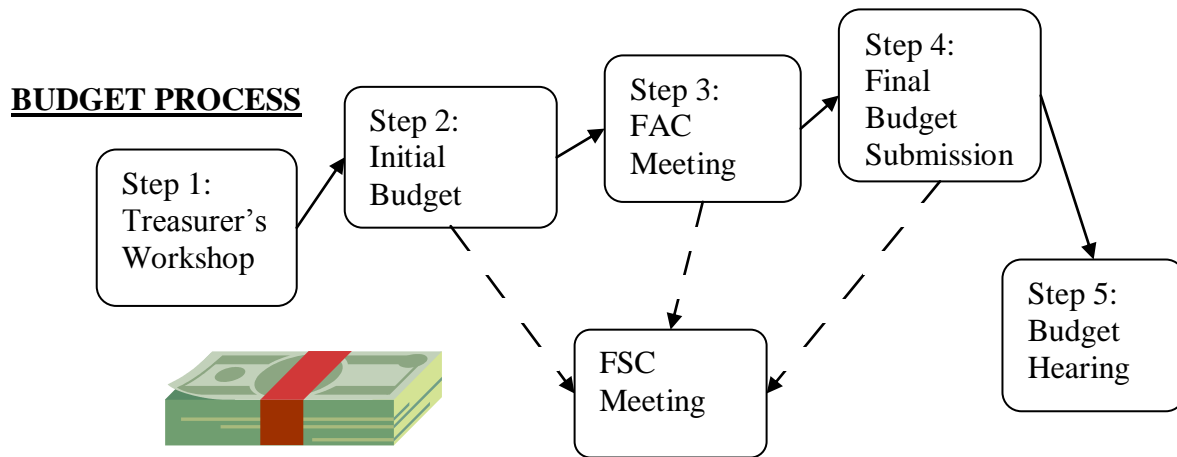 BUDGET PROCESS
Step 1:
Treasurer’s
Workshop
Step 2:
Initial
Budget
Step 3:
FAC
Meeting
Step 4:
Final
Budget
Submission
Step 5:
Budget
Hearing
FSC
Meeting